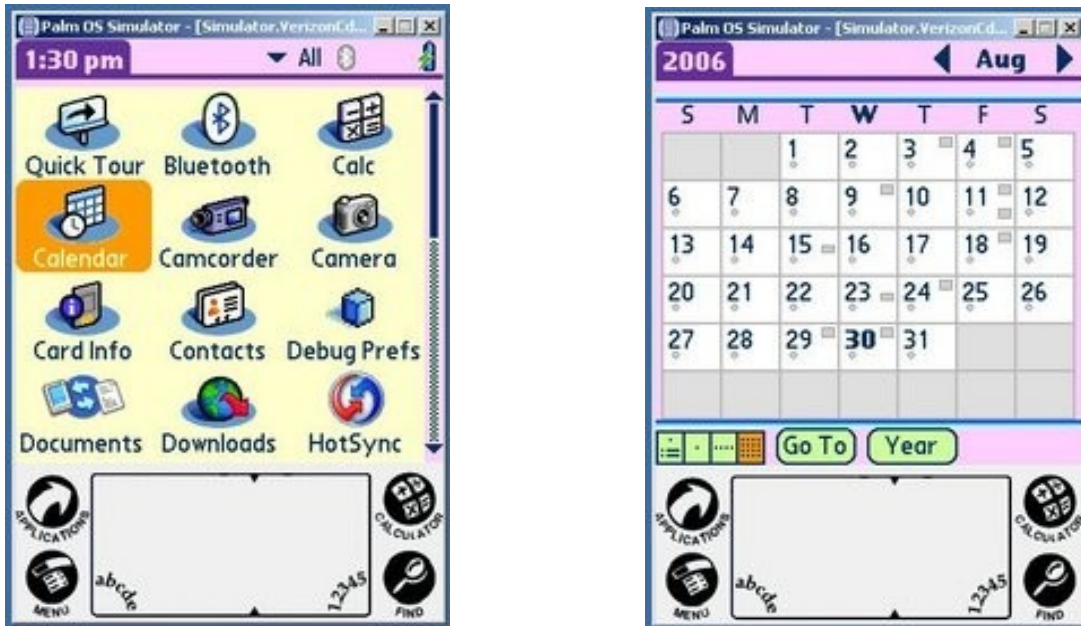 Palm OS Simulator - [Simulator.VerizonCd...
1:30 pm All
Quick Tour Bluetooth Calc
Calendar Camcorder Camera
Card Info Contacts Debug Prefs
Documents Downloads HotSync
APPLICATIONS CALCULATOR
MENU abcde 12345 FIND
Palm OS Simulator - [Simulator.VerizonCd...
2006 Aug
S M T W T F S
1 2 3 4 5
6 7 8 9 10 11 12
13 14 15 16 17 18 19
20 21 22 23 24 25 26
27 28 29 30 31
Go To Year
APPLICATIONS CALCULATOR
MENU abcde 12345 FIND